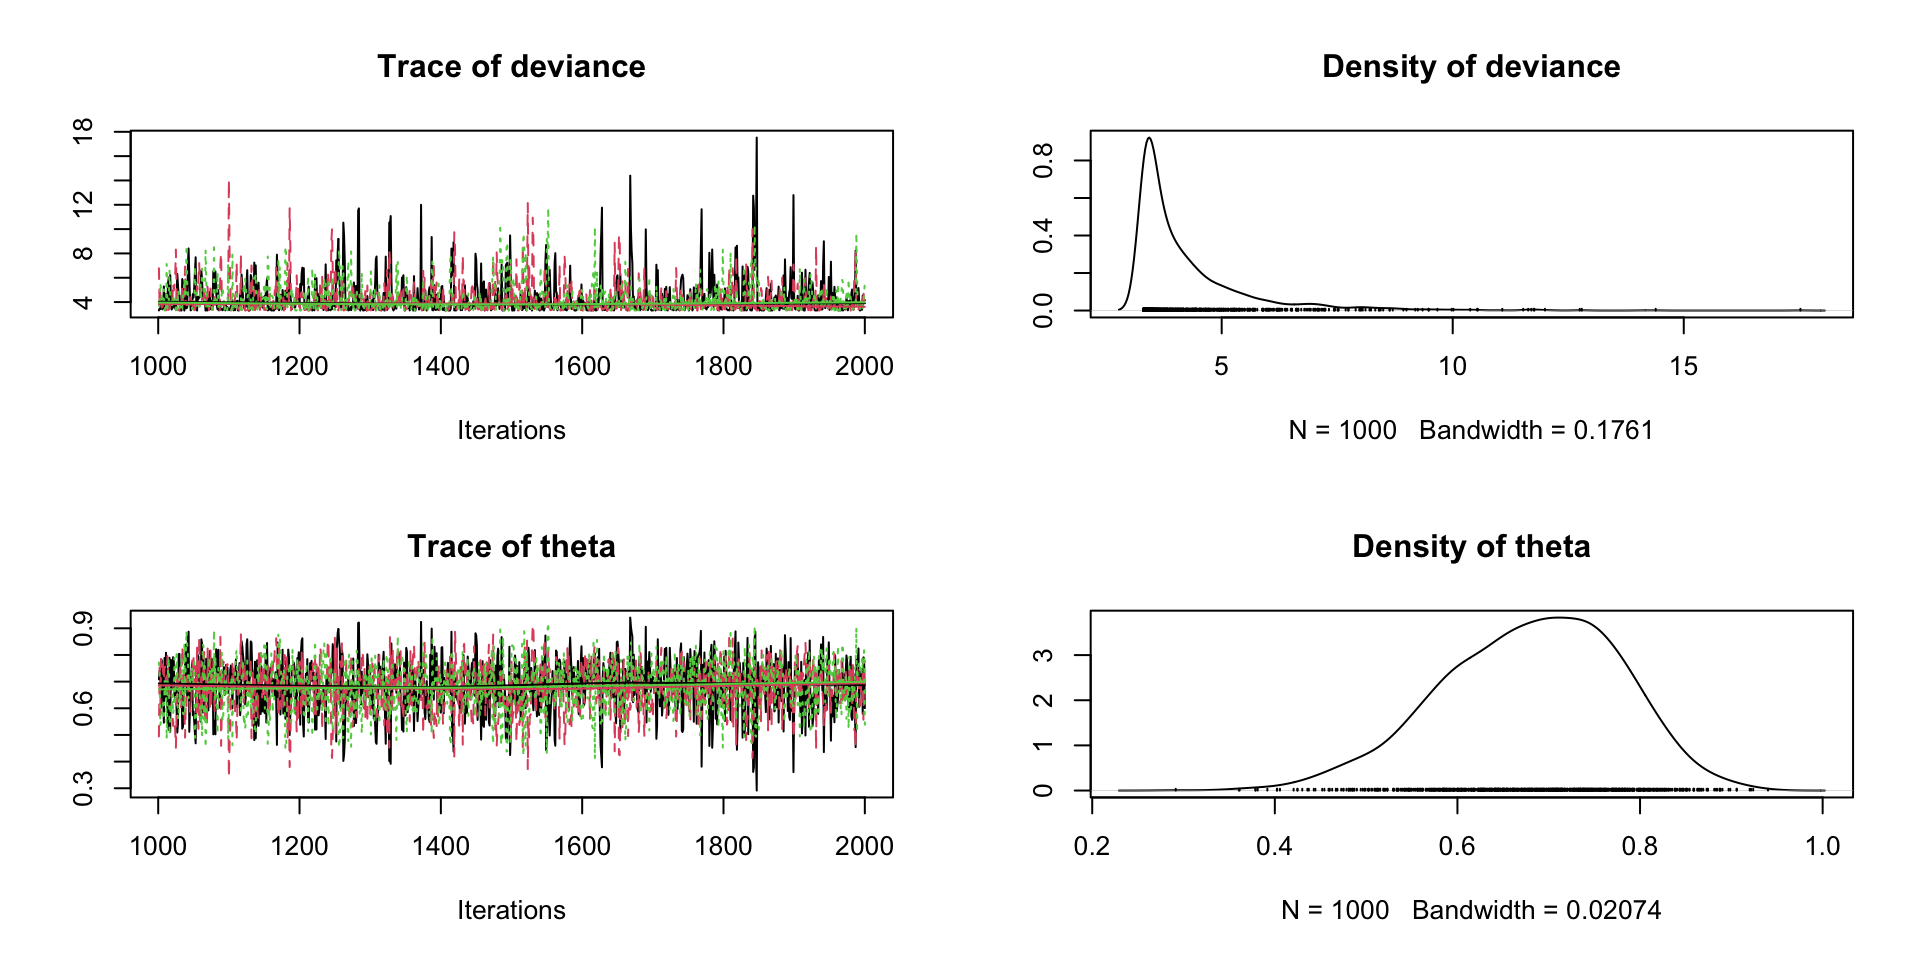 Trace of deviance
18
12
8
4
1000 1200 1400 1600 1800 2000
Iterations
Density of deviance
0.8
0.4
0.0
5 10 15
N = 1000 Bandwidth = 0.1761
Trace of theta
0.9
0.6
0.3
1000 1200 1400 1600 1800 2000
Iterations
Density of theta
3
2
1
0
0.2 0.4 0.6 0.8 1.0
N = 1000 Bandwidth = 0.02074